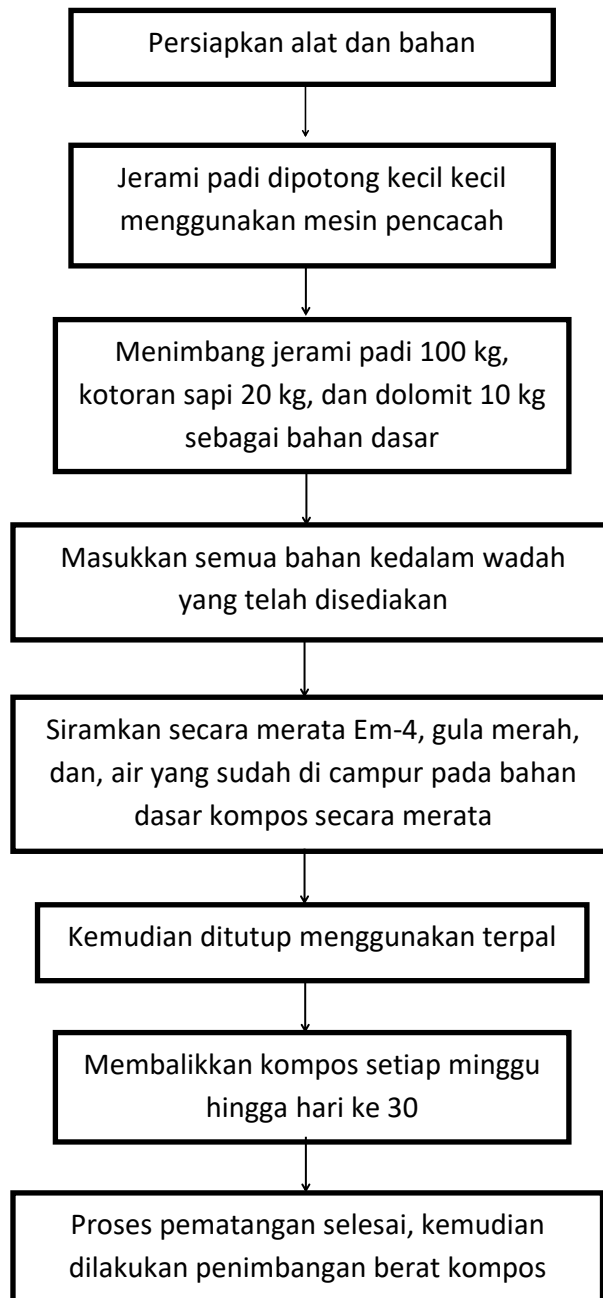 Persiapkan alat dan bahan
Jerami padi dipotong kecil kecil
menggunakan mesin pencacah
Menimbang jerami padi 100 kg,
kotoran sapi 20 kg, dan dolomit 10 kg
sebagai bahan dasar
Masukkan semua bahan kedalam wadah
yang telah disediakan
Siramkan secara merata Em-4, gula merah,
dan, air yang sudah di campur pada bahan
dasar kompos secara merata
Kemudian ditutup menggunakan terpal
Membalikkan kompos setiap minggu
hingga hari ke 30
Proses pematangan selesai, kemudian
dilakukan penimbangan berat kompos